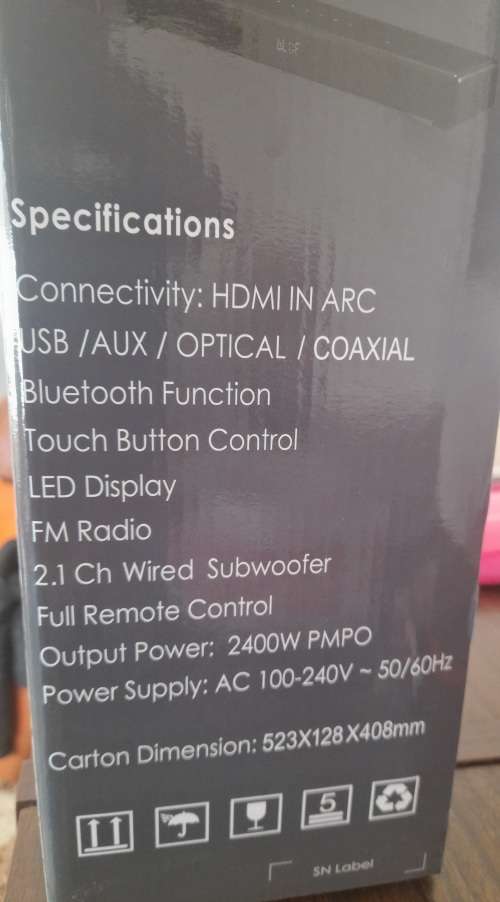 Specifications
Connectivity: HDMI IN ARC
USB /AUX / OPTICAL / COAXIAL
Bluetooth Function
Touch Button Control
LED Display
FM Radio
2.1 Ch Wired Subwoofer
Full Remote Control
Output Power: 2400W PMPO
Power Supply: AC 100-240V ~ 50/60Hz
Carton Dimension: 523X128X408mm
5
SN Label